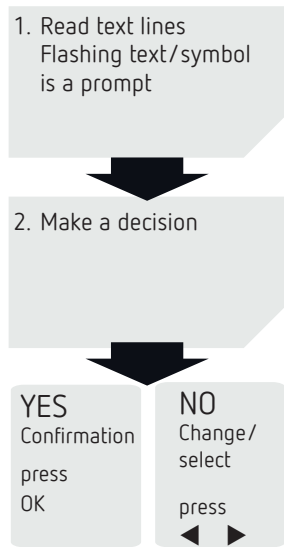 1. Read text lines
Flashing text/symbol
is a prompt
2. Make a decision
YES
Confirmation
press
OK
NO
Change/
select
press
◀ ▶